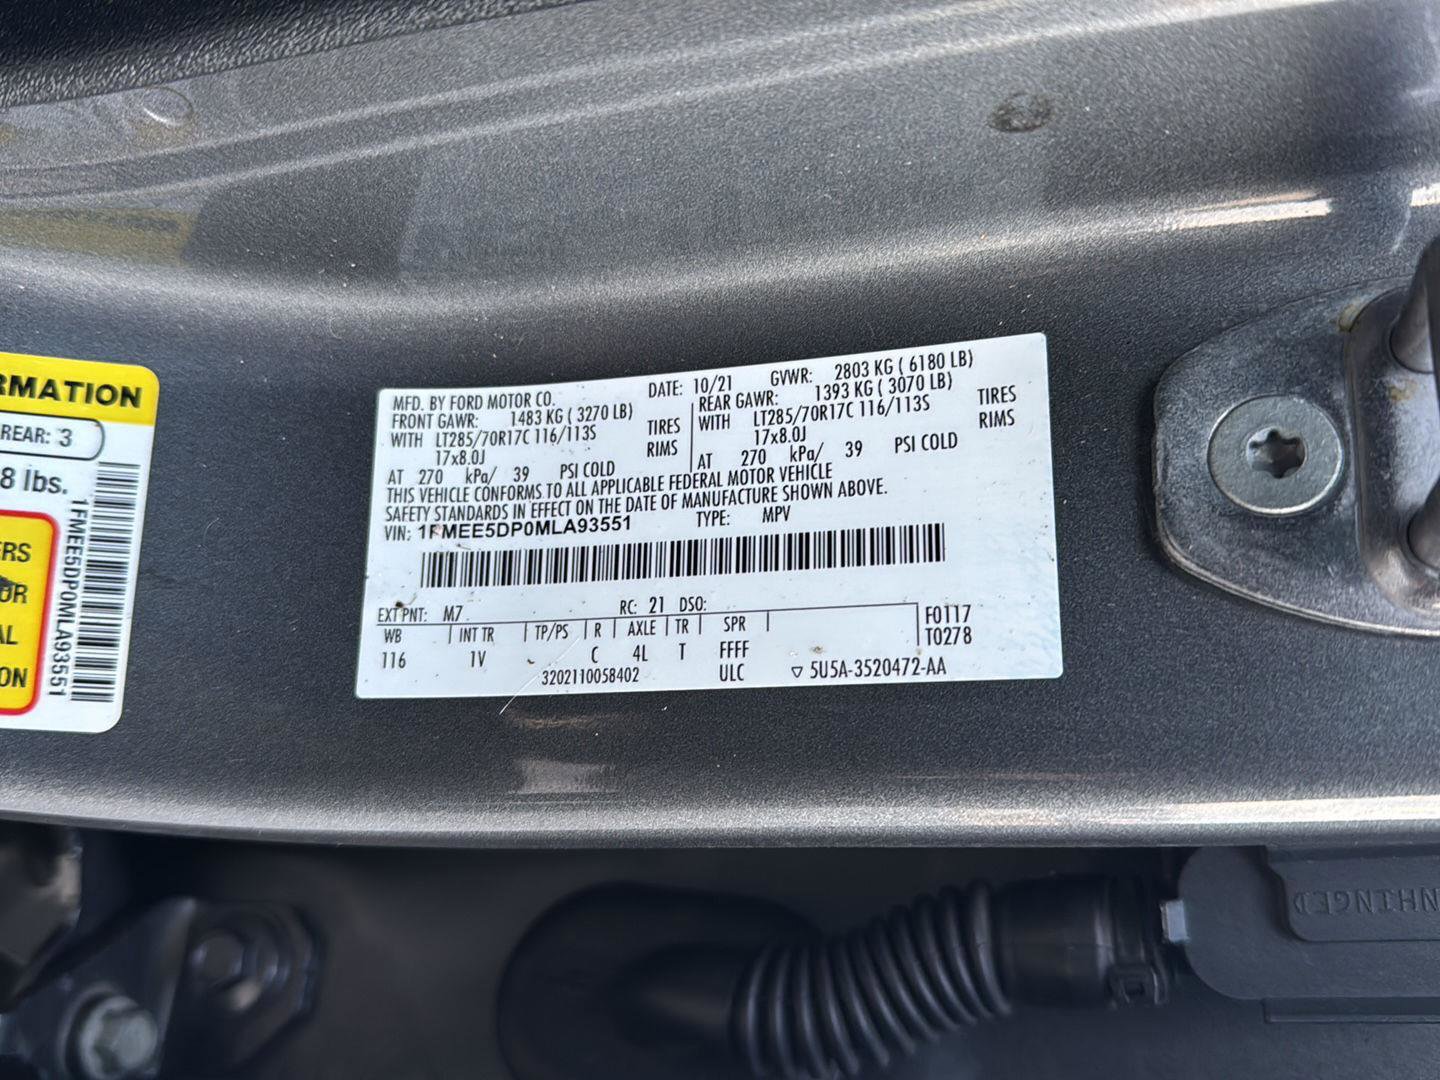 RMATION
REAR: 3
8 lbs.
1FMEE5DP0MLA93551
ERS
OR
AL
ON
MFD. BY FORD MOTOR CO. DATE: 10/21 GVWR: 2803 KG ( 6180 LB)
FRONT GAWR: 1483 KG ( 3270 LB) REAR GAWR: 1393 KG ( 3070 LB)
WITH LT285/70R17C 116/113S TIRES WITH LT285/70R17C 116/113S TIRES
17x8.0J RIMS 17x8.0J RIMS
AT 270 kPa/ 39 PSI COLD AT 270 kPa/ 39 PSI COLD
THIS VEHICLE CONFORMS TO ALL APPLICABLE FEDERAL MOTOR VEHICLE
SAFETY STANDARDS IN EFFECT ON THE DATE OF MANUFACTURE SHOWN ABOVE.
VIN: 1FMEE5DP0MLA93551 TYPE: MPV
EXT PNT: M7 RC: 21 DSO:
WB INT TR TP/PS R AXLE TR SPR F0117
116 1V C 4L T FFFF T0278
3202110058402 ULC ▽ 5U5A-3520472-AA
NHINGED